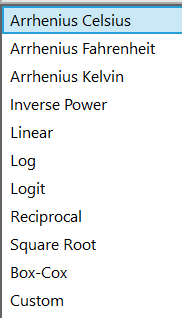 Arrhenius Celsius
Arrhenius Fahrenheit
Arrhenius Kelvin
Inverse Power
Linear
Log
Logit
Reciprocal
Square Root
Box-Cox
Custom